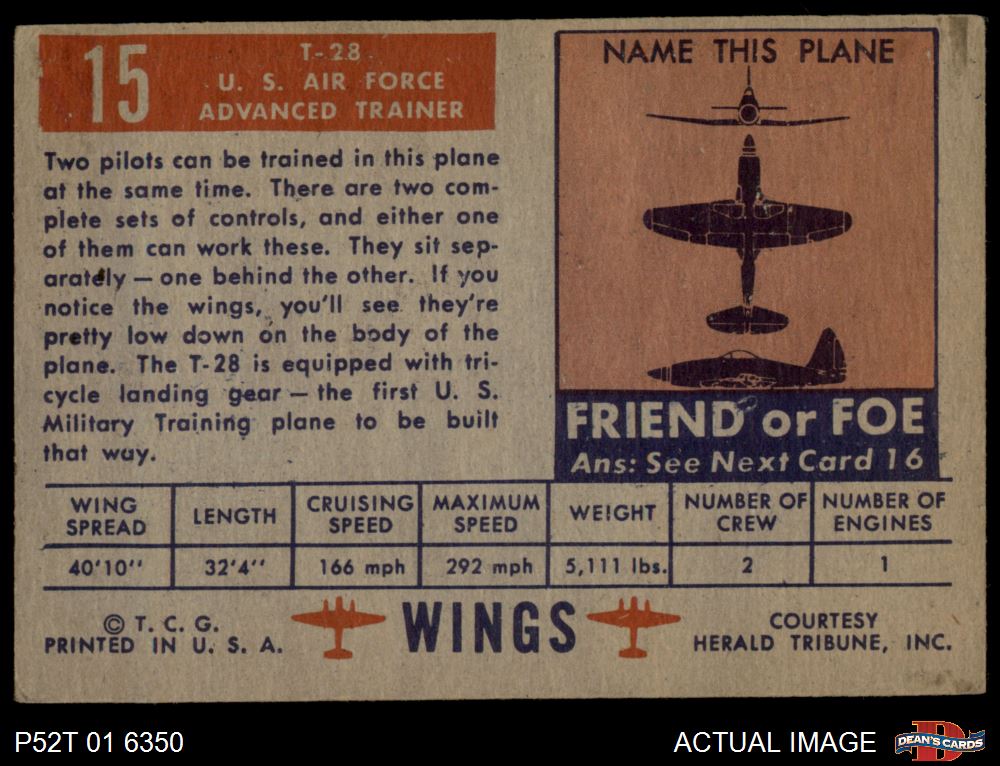 15
T-28
U. S. AIR FORCE
ADVANCED TRAINER
Two pilots can be trained in this plane
at the same time. There are two com-
plete sets of controls, and either one
of them can work these. They sit sep-
arately — one behind the other. If you
notice the wings, you'll see they're
pretty low down on the body of the
plane. The T-28 is equipped with tri-
cycle landing gear — the first U. S.
Military Training plane to be built
that way.
NAME THIS PLANE
FRIEND or FOE
Ans: See Next Card 16
WING SPREAD
LENGTH
CRUISING SPEED
MAXIMUM SPEED
WEIGHT
NUMBER OF CREW
NUMBER OF ENGINES
40'10''
32'4''
166 mph
292 mph
5,111 lbs.
2
1
© T. C. G.
PRINTED IN U. S. A.
WINGS
COURTESY
HERALD TRIBUNE, INC.
P52T 01 6350
ACTUAL IMAGE
D
DEAN'S CARDS